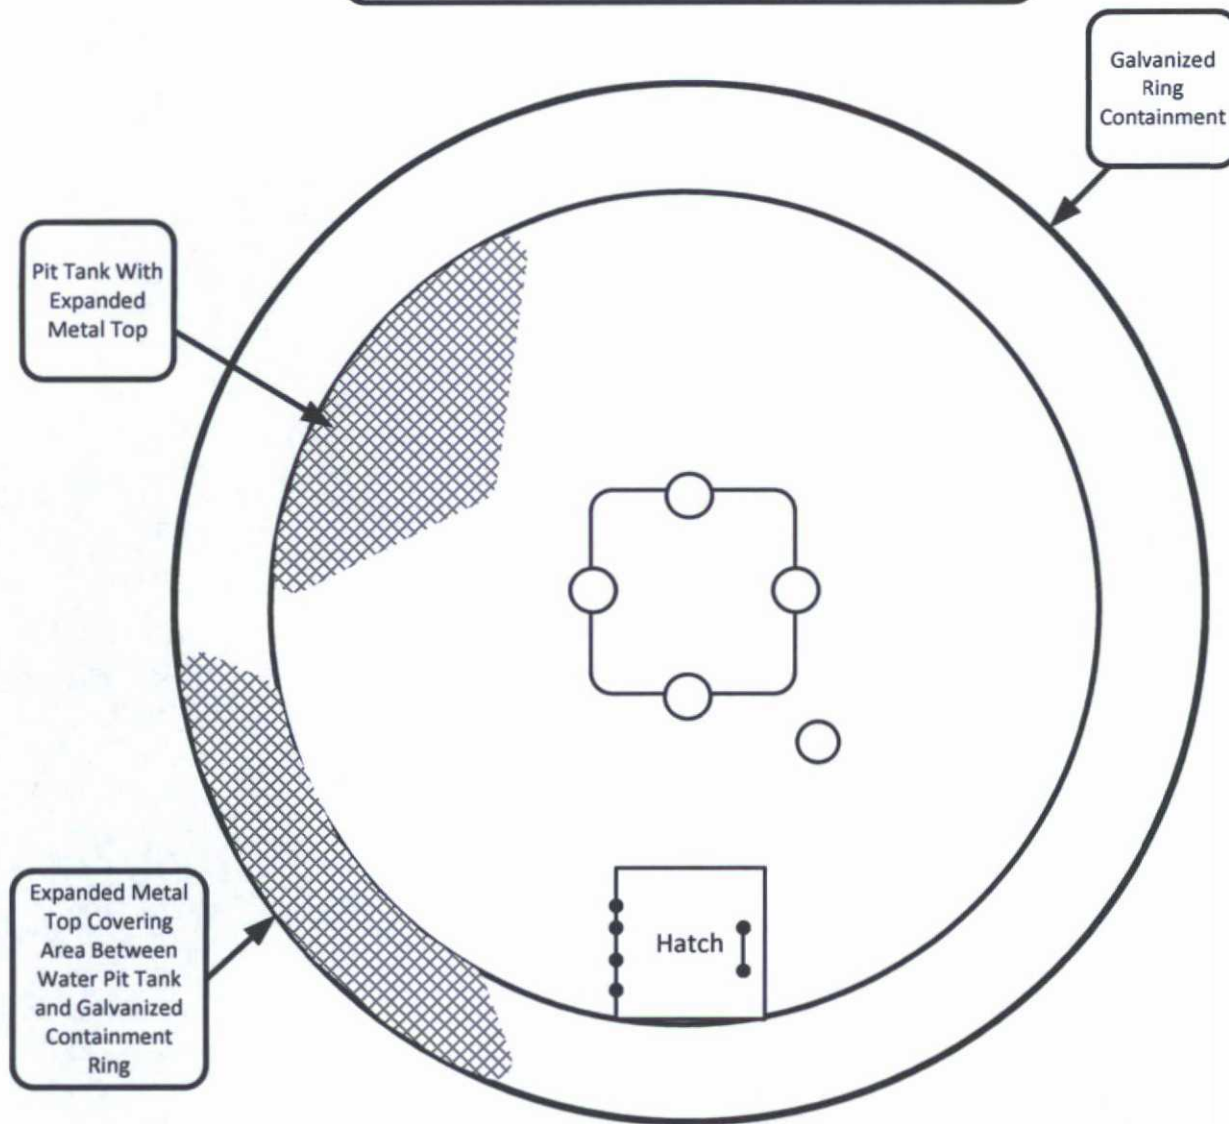 Galvanized
Ring
Containment
Pit Tank With
Expanded
Metal Top
Hatch
Expanded Metal
Top Covering
Area Between
Water Pit Tank
and Galvanized
Containment
Ring